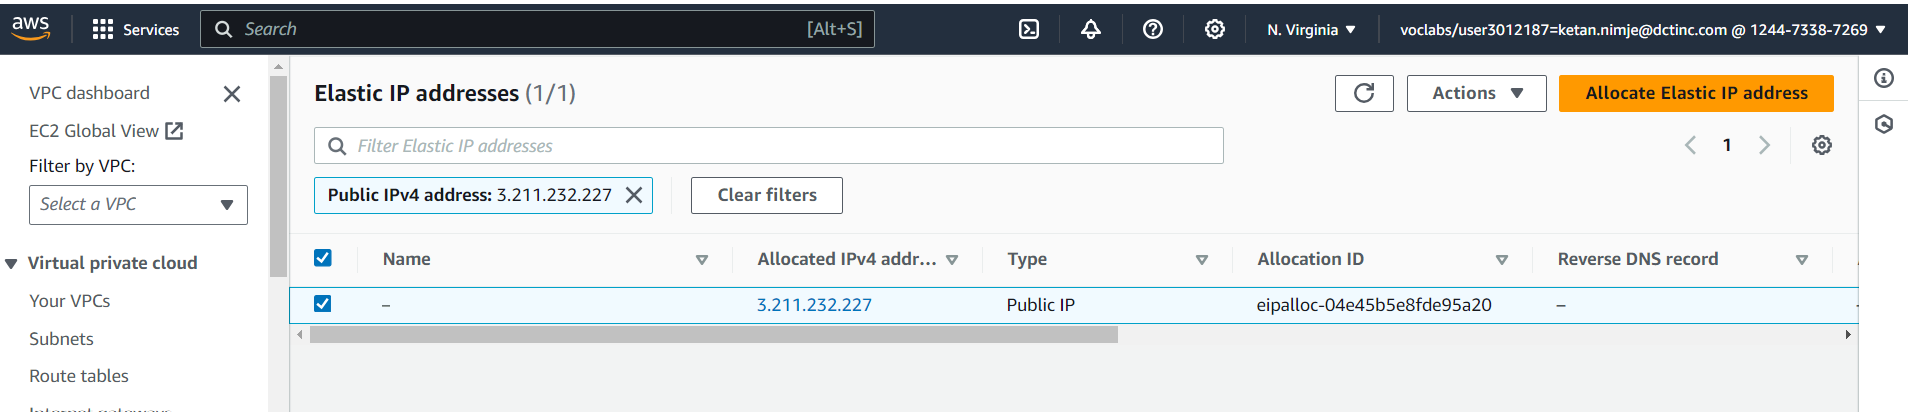 aws Services Search [Alt+S] N. Virginia voclabs/user3012187=ketan.nimje@dctinc.com @ 1244-7338-7269
VPC dashboard
EC2 Global View
Filter by VPC:
Select a VPC
Virtual private cloud
Your VPCs
Subnets
Route tables
Elastic IP addresses (1/1)
Actions
Allocate Elastic IP address
Filter Elastic IP addresses
1
Public IPv4 address: 3.211.232.227
Clear filters
Name Allocated IPv4 addr... Type Allocation ID Reverse DNS record
– 3.211.232.227 Public IP eipalloc-04e45b5e8fde95a20 –